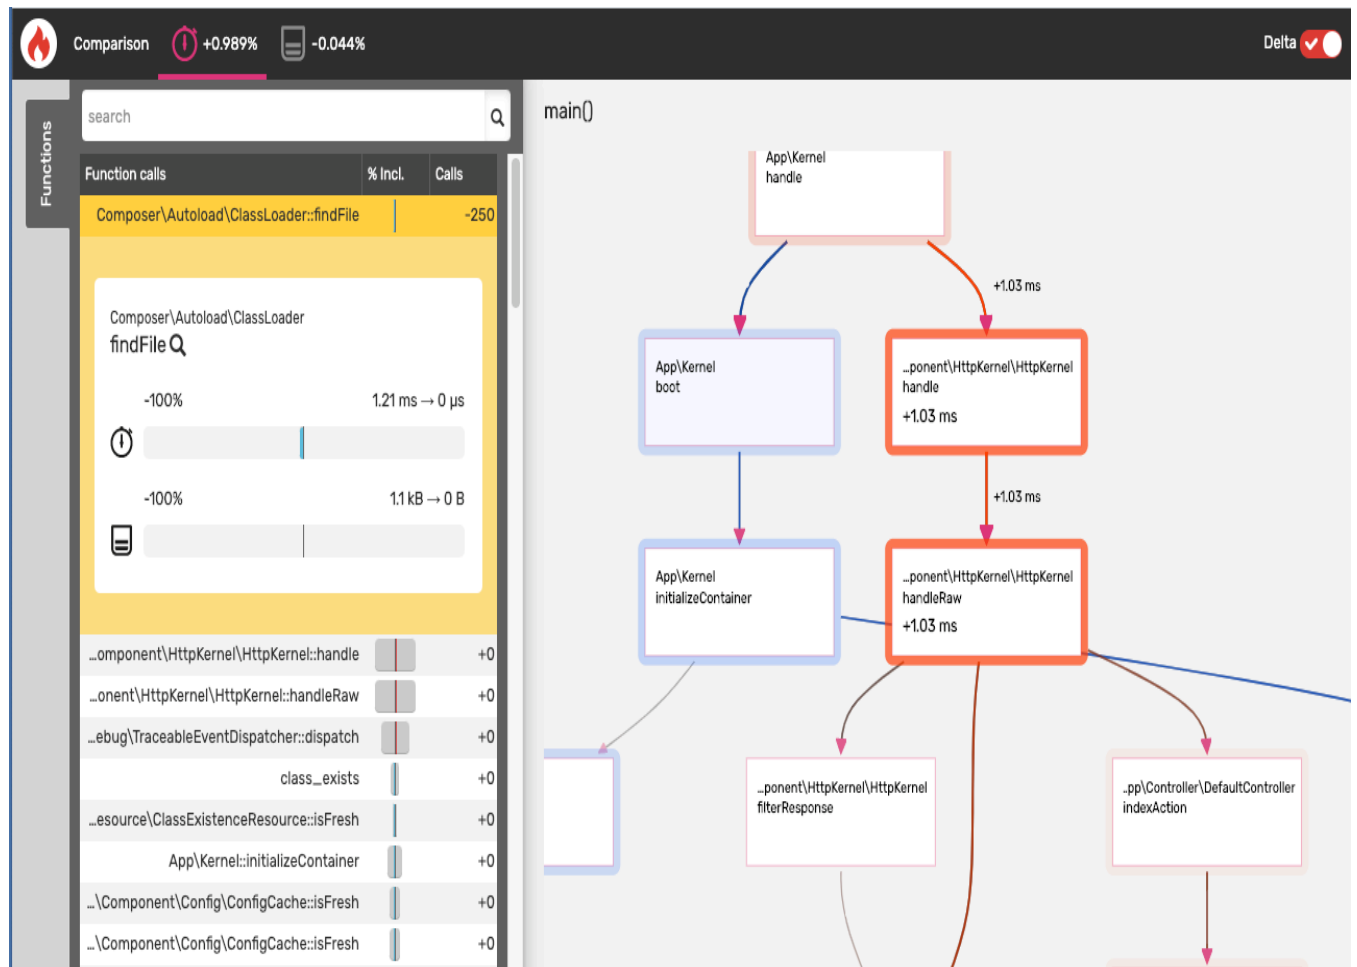 Comparison +0.989% -0.044% Delta
Functions
search
main()
Function calls % Incl. Calls
Composer\Autoload\ClassLoader::findFile -250
Composer\Autoload\ClassLoader
findFile
-100% 1.21 ms → 0 µs
-100% 1.1 kB → 0 B
…omponent\HttpKernel\HttpKernel::handle +0
…onent\HttpKernel\HttpKernel::handleRaw +0
…ebug\TraceableEventDispatcher::dispatch +0
class_exists +0
…esource\ClassExistenceResource::isFresh +0
App\Kernel::initializeContainer +0
…\Component\Config\ConfigCache::isFresh +0
…\Component\Config\ConfigCache::isFresh +0
App\Kernel
handle
+1.03 ms
App\Kernel
boot
…ponent\HttpKernel\HttpKernel
handle
+1.03 ms
+1.03 ms
App\Kernel
initializeContainer
…ponent\HttpKernel\HttpKernel
handleRaw
+1.03 ms
…ponent\HttpKernel\HttpKernel
filterResponse
…pp\Controller\DefaultController
indexAction